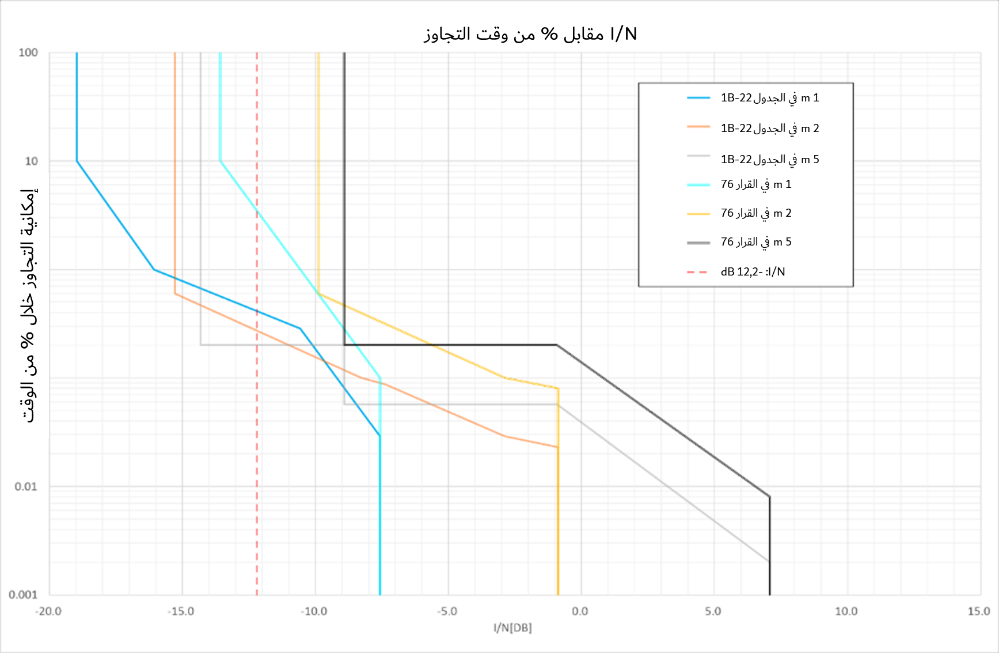 I/N مقابل % من وقت التجاوز
إمكانية التجاوز خلال % من الوقت
100
10
0.01
0.001
-20.0
-15.0
-10.0
-5.0
0.0
5.0
10.0
15.0
I/N[DB]
1 m في الجدول 1B-22
2 m في الجدول 1B-22
5 m في الجدول 1B-22
1 m في القرار 76
2 m في القرار 76
5 m في القرار 76
I/N: -12,2 dB